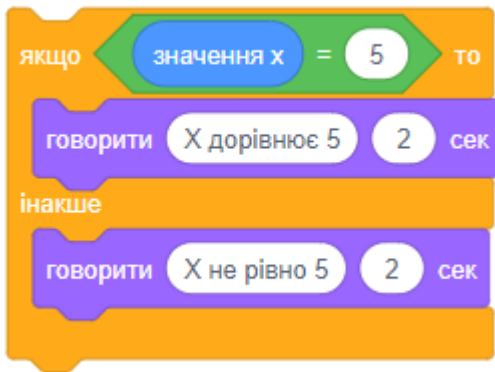 якщо значення x = 5 то
говорити X дорівнює 5 2 сек
інакше
говорити X не рівно 5 2 сек